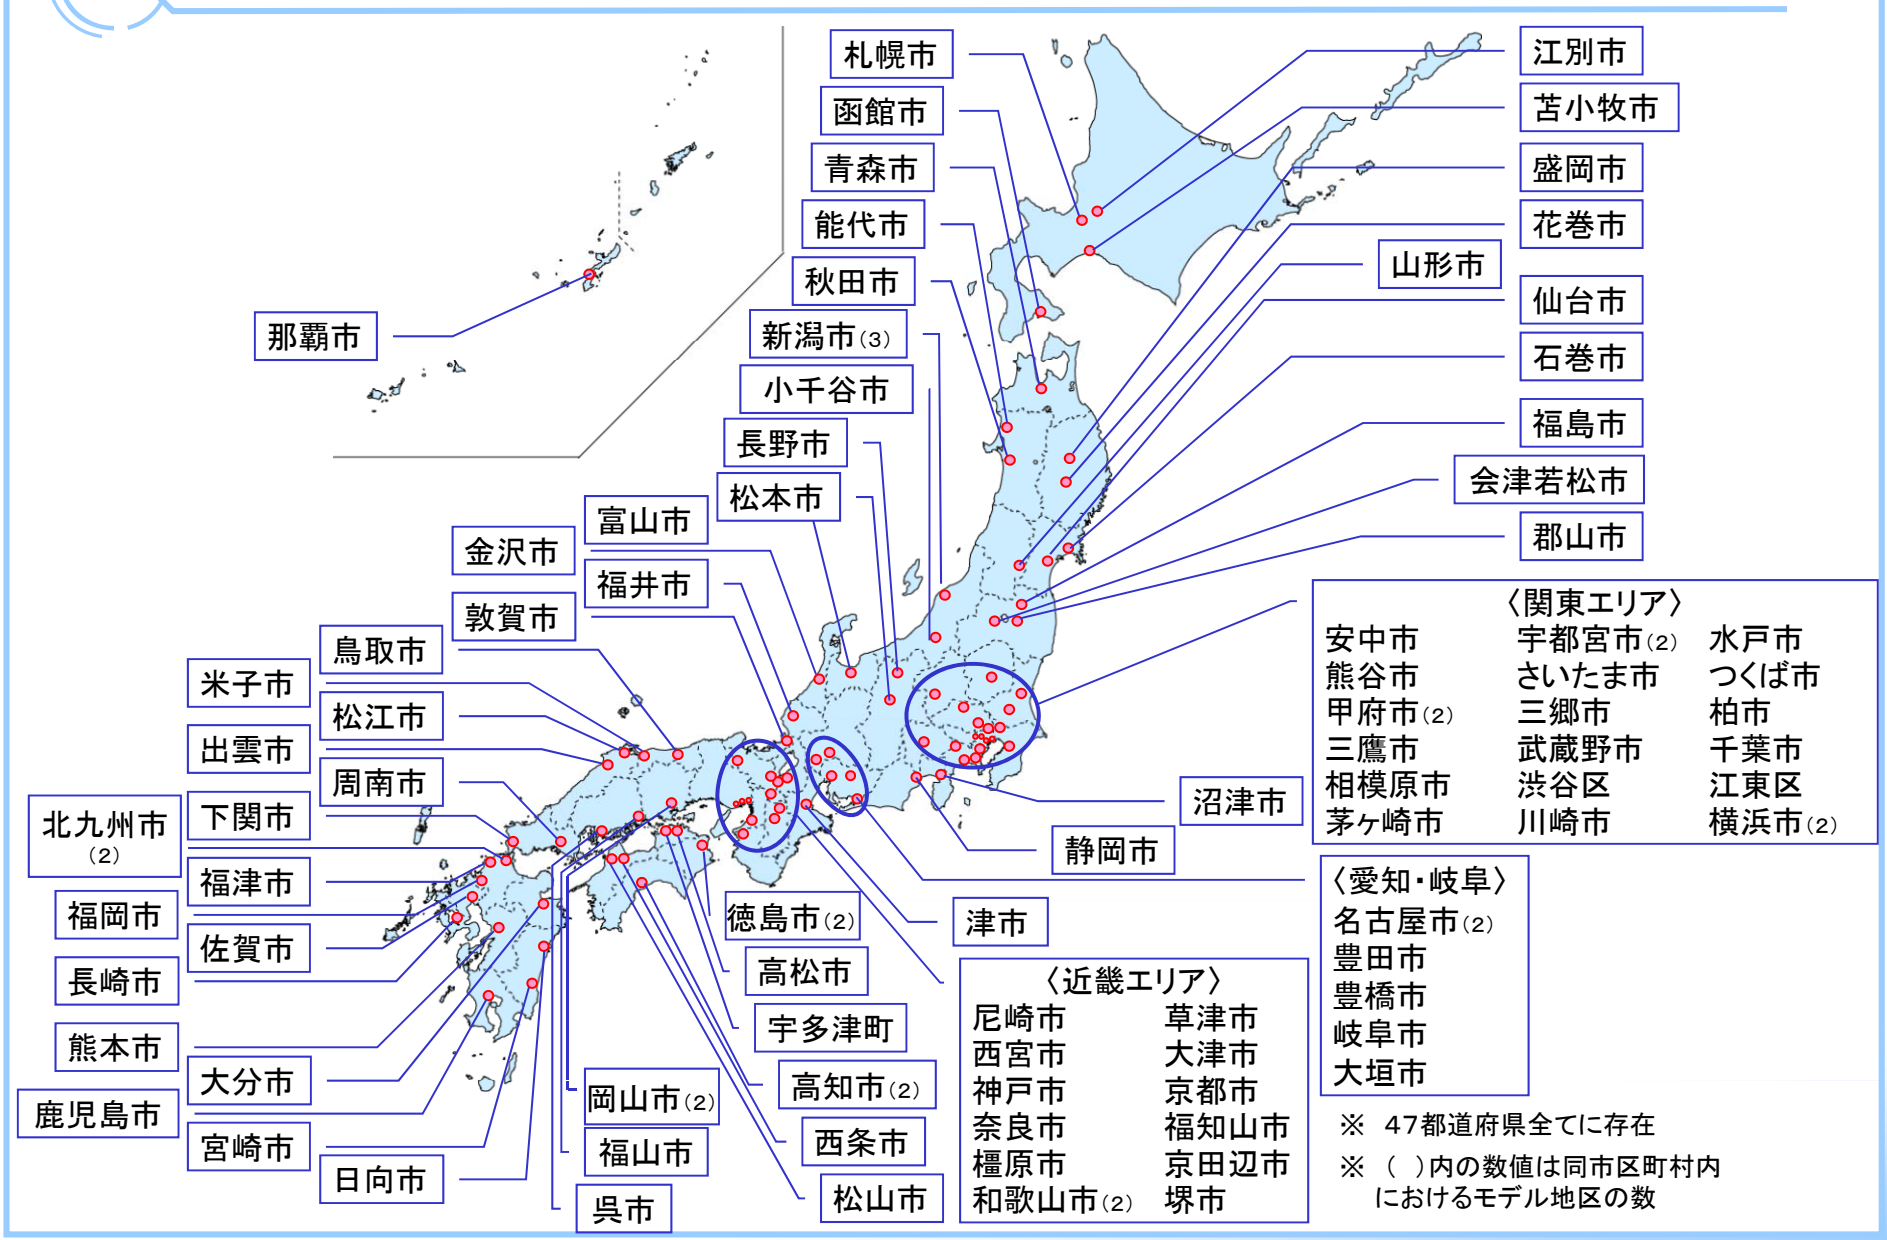 札幌市
函館市
青森市
能代市
秋田市
新潟市(3)
小千谷市
長野市
松本市
富山市
金沢市
福井市
敦賀市
鳥取市
米子市
松江市
出雲市
周南市
下関市
北九州市
(2)
福津市
福岡市
佐賀市
長崎市
熊本市
大分市
鹿児島市
宮崎市
日向市
那覇市
江別市
苫小牧市
盛岡市
花巻市
山形市
仙台市
石巻市
福島市
会津若松市
郡山市
〈関東エリア〉
安中市 宇都宮市(2) 水戸市
熊谷市 さいたま市 つくば市
甲府市(2) 三郷市 柏市
三鷹市 武蔵野市 千葉市
相模原市 渋谷区 江東区
茅ヶ崎市 川崎市 横浜市(2)
沼津市
静岡市
〈愛知・岐阜〉
名古屋市(2)
豊田市
豊橋市
岐阜市
大垣市
津市
徳島市(2)
高松市
宇多津町
高知市(2)
西条市
松山市
岡山市(2)
福山市
呉市
〈近畿エリア〉
尼崎市 草津市
西宮市 大津市
神戸市 京都市
奈良市 福知山市
橿原市 京田辺市
和歌山市(2) 堺市
※ 47都道府県全てに存在
※ ( )内の数値は同市区町村内
におけるモデル地区の数